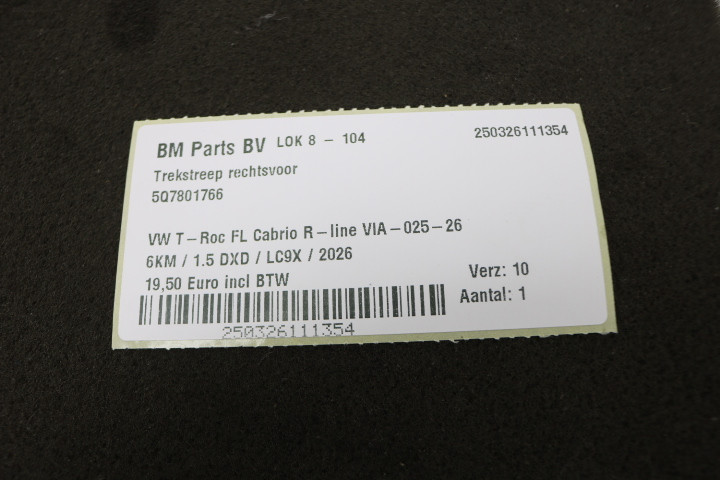 BM Parts BV LOK 8 - 104 250326111354
Trekstreep rechtsvoor
5Q7801766
VW T-Roc FL Cabrio R-line VIA-025-26
6KM / 1.5 DXD / LC9X / 2026
19,50 Euro incl BTW
Verz: 10
Aantal: 1
250326111354